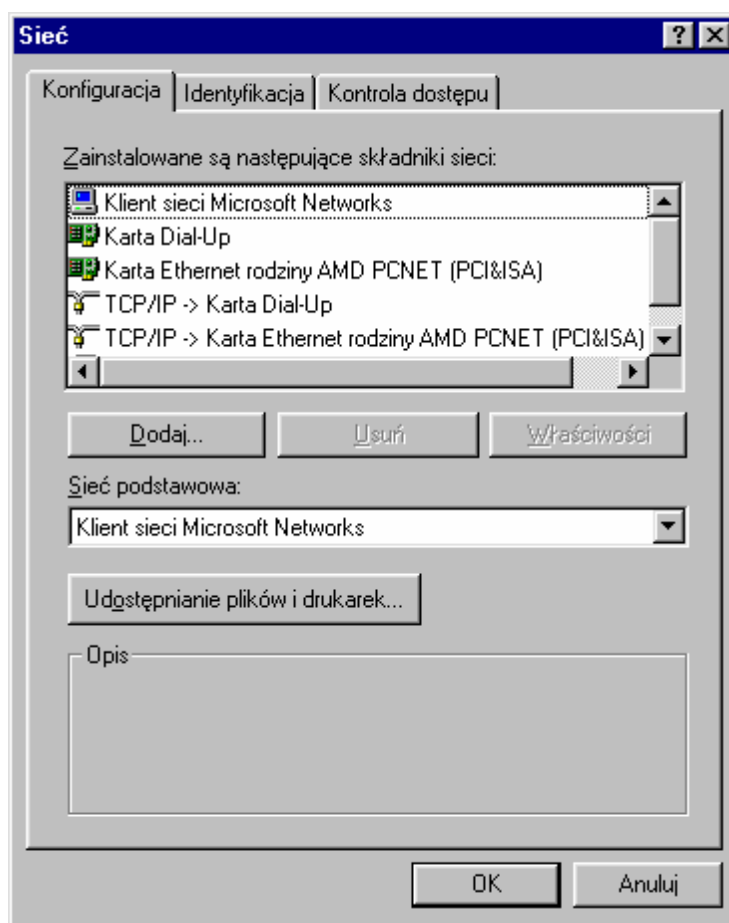 Sieć
Konfiguracja Identyfikacja Kontrola dostępu
Zainstalowane są następujące składniki sieci:
Klient sieci Microsoft Networks
Karta Dial-Up
Karta Ethernet rodziny AMD PCNET (PCI&ISA)
TCP/IP -> Karta Dial-Up
TCP/IP -> Karta Ethernet rodziny AMD PCNET (PCI&ISA)
Dodaj... Usuń Właściwości
Sieć podstawowa:
Klient sieci Microsoft Networks
Udostępnianie plików i drukarek...
Opis
OK Anuluj